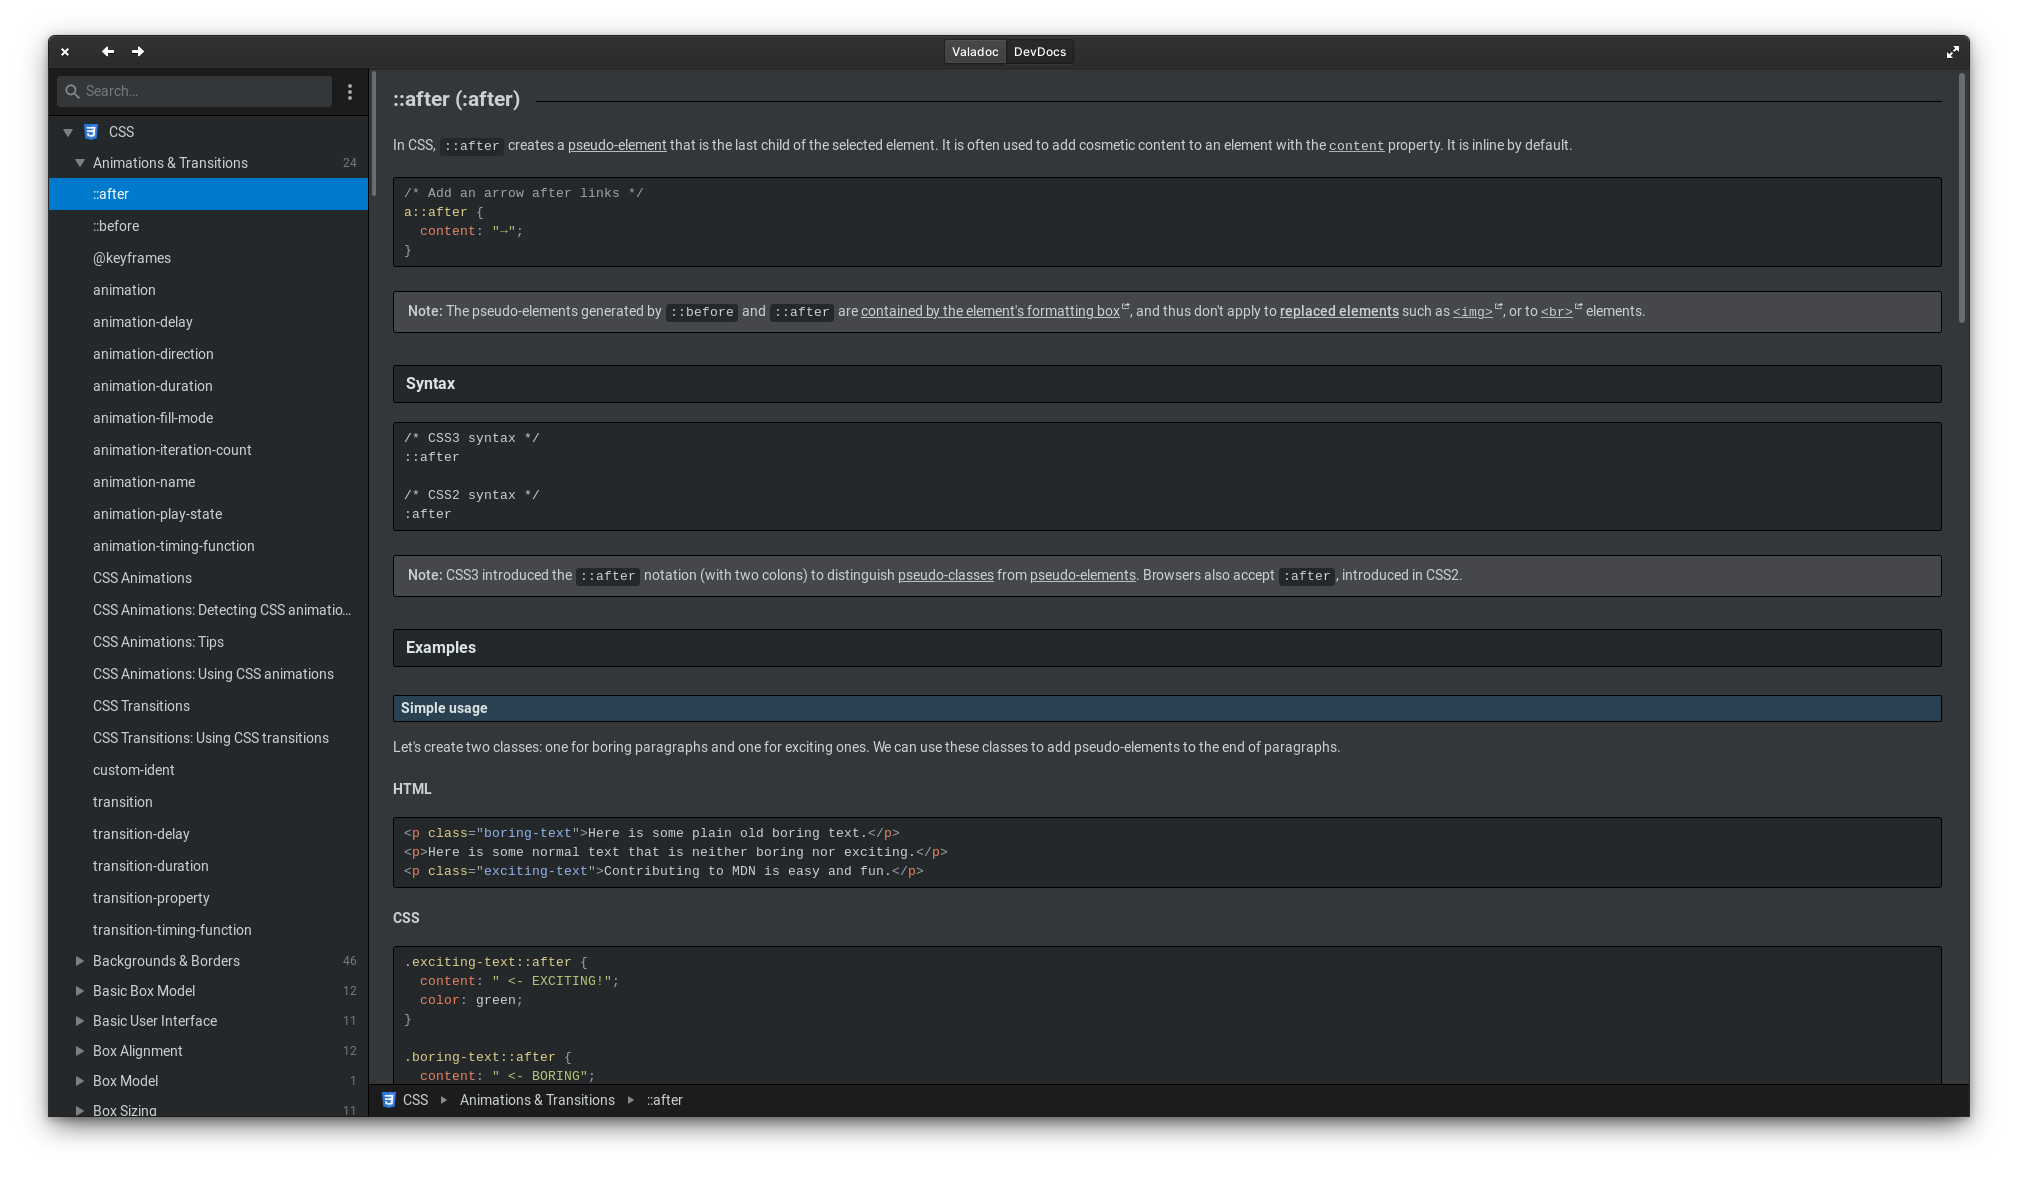 Valadoc DevDocs
Search...
CSS
Animations & Transitions 24
::after
::before
@keyframes
animation
animation-delay
animation-direction
animation-duration
animation-fill-mode
animation-iteration-count
animation-name
animation-play-state
animation-timing-function
CSS Animations
CSS Animations: Detecting CSS animatio...
CSS Animations: Tips
CSS Animations: Using CSS animations
CSS Transitions
CSS Transitions: Using CSS transitions
custom-ident
transition
transition-delay
transition-duration
transition-property
transition-timing-function
Backgrounds & Borders 46
Basic Box Model 12
Basic User Interface 11
Box Alignment 12
Box Model 1
Box Sizing 11
::after (:after)
In CSS, ::after creates a pseudo-element that is the last child of the selected element. It is often used to add cosmetic content to an element with the content property. It is inline by default.
/* Add an arrow after links */
a::after {
  content: "→";
}
Note: The pseudo-elements generated by ::before and ::after are contained by the element's formatting box, and thus don't apply to replaced elements such as <img>, or to <br> elements.
Syntax
/* CSS3 syntax */
::after
/* CSS2 syntax */
:after
Note: CSS3 introduced the ::after notation (with two colons) to distinguish pseudo-classes from pseudo-elements. Browsers also accept :after, introduced in CSS2.
Examples
Simple usage
Let's create two classes: one for boring paragraphs and one for exciting ones. We can use these classes to add pseudo-elements to the end of paragraphs.
HTML
<p class="boring-text">Here is some plain old boring text.</p>
<p>Here is some normal text that is neither boring nor exciting.</p>
<p class="exciting-text">Contributing to MDN is easy and fun.</p>
CSS
.exciting-text::after {
  content: " <- EXCITING!";
  color: green;
}
.boring-text::after {
  content: " <- BORING";
CSS Animations & Transitions ::after